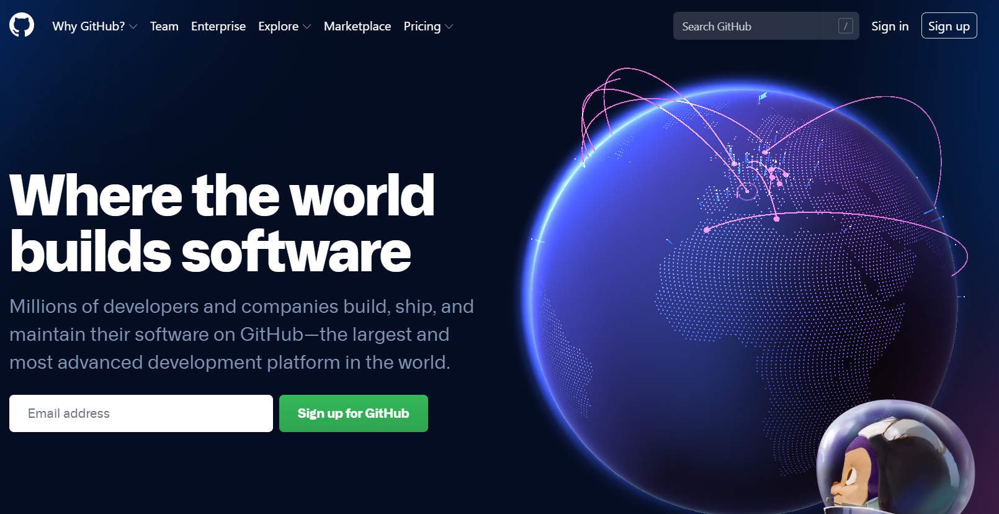 Why GitHub? Team Enterprise Explore Marketplace Pricing Search GitHub / Sign in Sign up
Where the world
builds software
Millions of developers and companies build, ship, and
maintain their software on GitHub—the largest and
most advanced development platform in the world.
Email address Sign up for GitHub